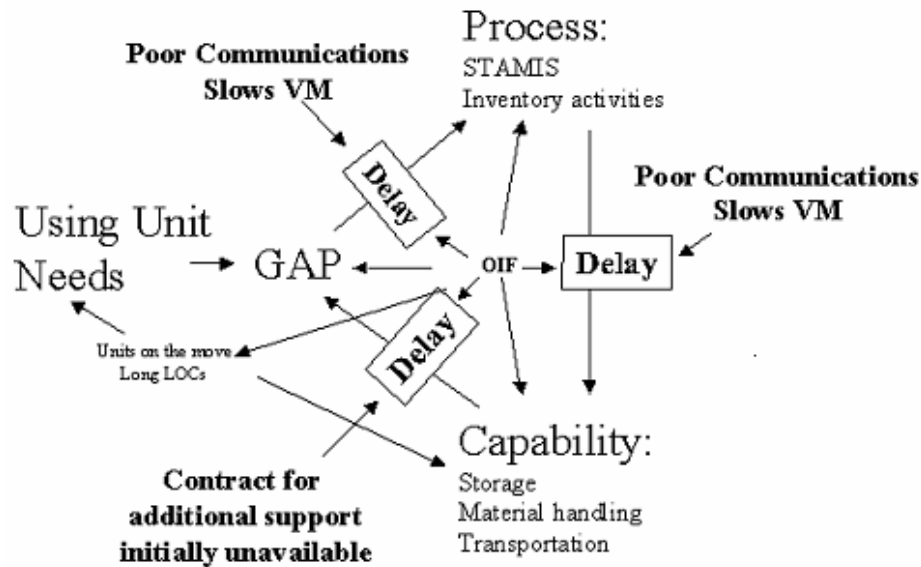 Poor Communications
Slows VM
Process:
STAMIS
Inventory activities
Delay
Poor Communications
Slows VM
Using Unit
Needs
GAP
OIF
Delay
Units on the move
Long LOCs
Delay
Capability:
Storage
Material handling
Transportation
Contract for
additional support
initially unavailable